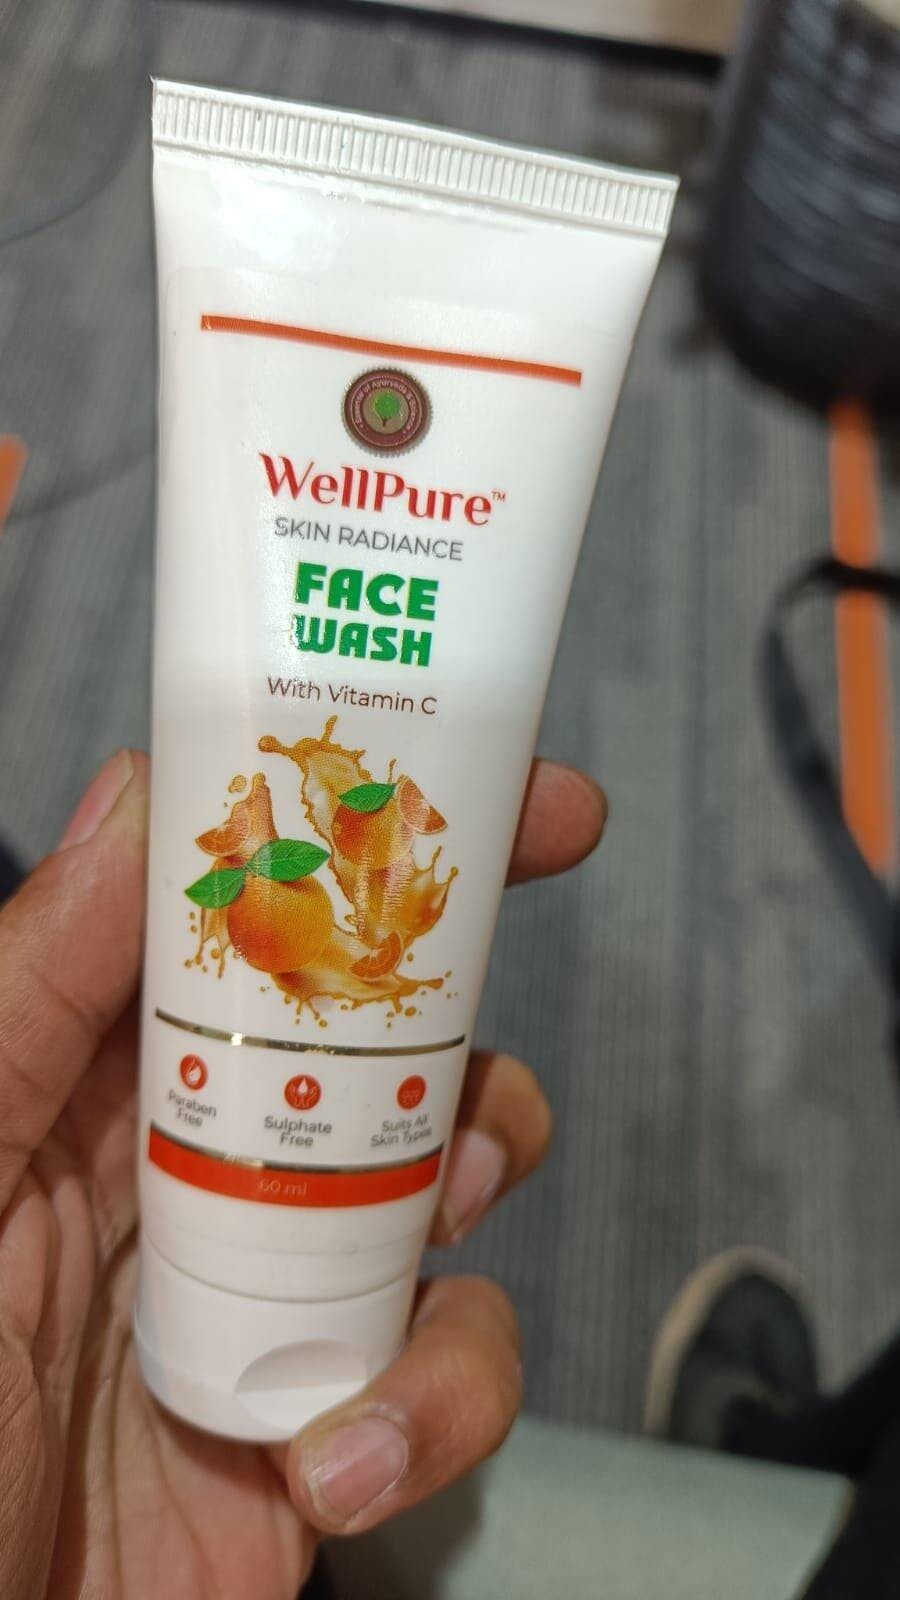 WellPure™
SKIN RADIANCE
FACE
WASH
With Vitamin C
Paraben
Free
Sulphate
Free
Suits All
Skin Types
60 ml